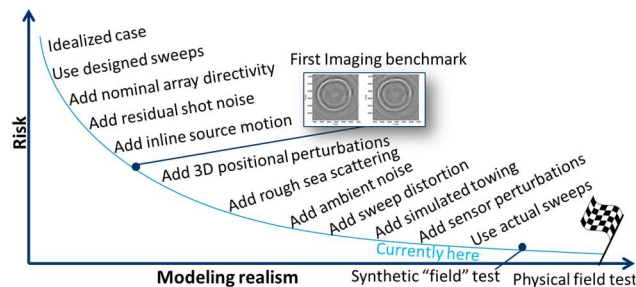 Idealized case
Use designed sweeps
First Imaging benchmark
Add nominal array directivity
Add residual shot noise
Add inline source motion
Add 3D positional perturbations
Add rough sea scattering
Add ambient noise
Add sweep distortion
Add simulated towing
Add sensor perturbations
Use actual sweeps
Risk
Currently here
Modeling realism
Synthetic “field” test
Physical field test